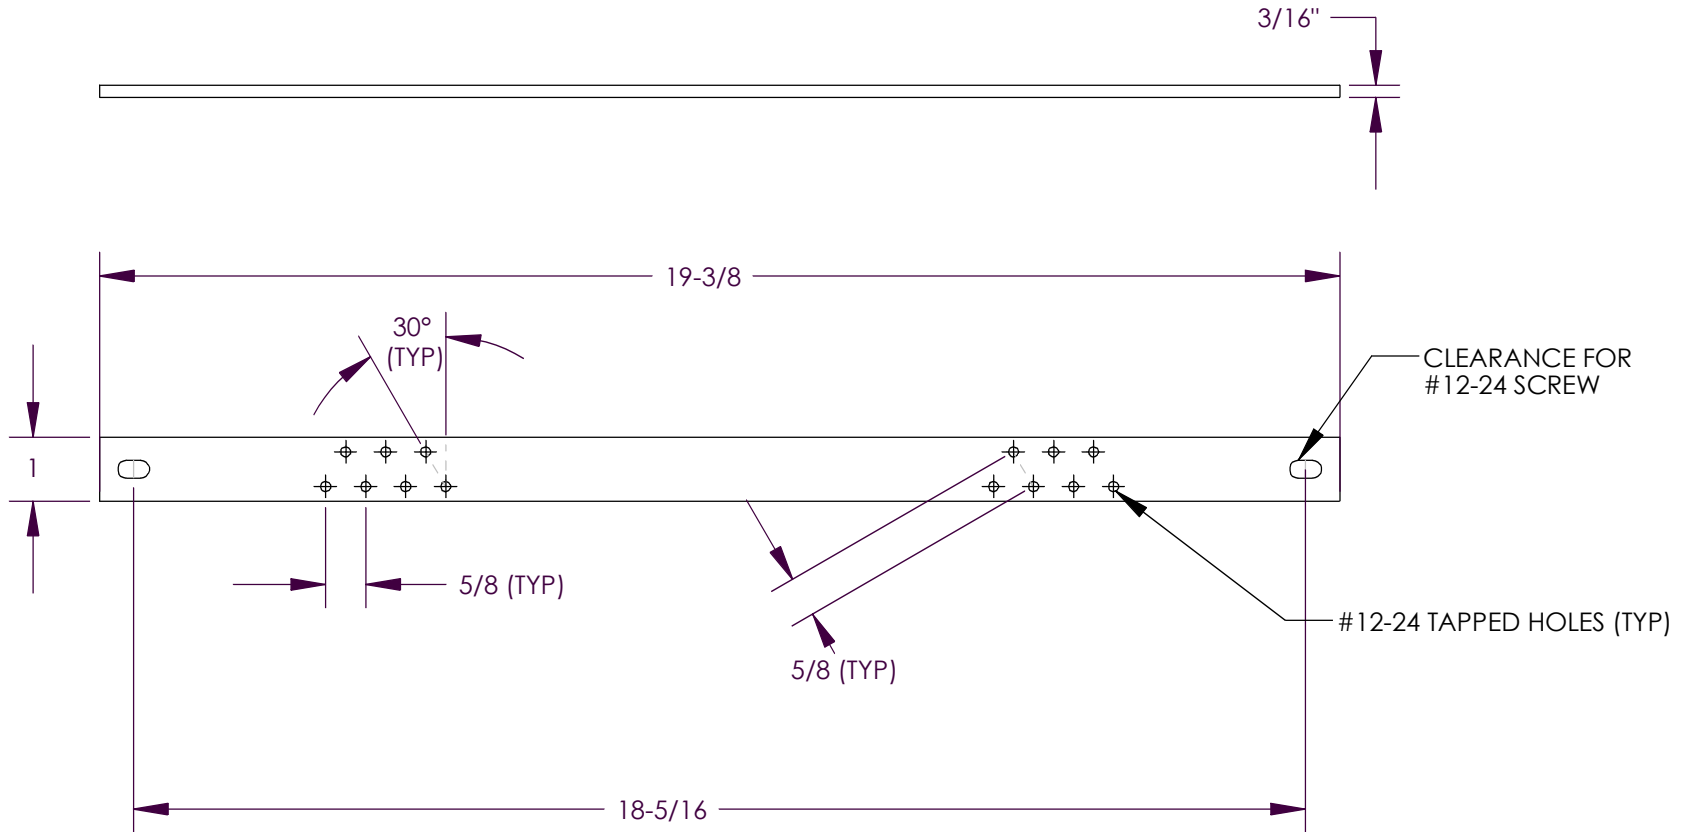 3/16"
19-3/8
30°
(TYP)
CLEARANCE FOR
#12-24 SCREW
1
5/8 (TYP)
#12-24 TAPPED HOLES (TYP)
5/8 (TYP)
18-5/16